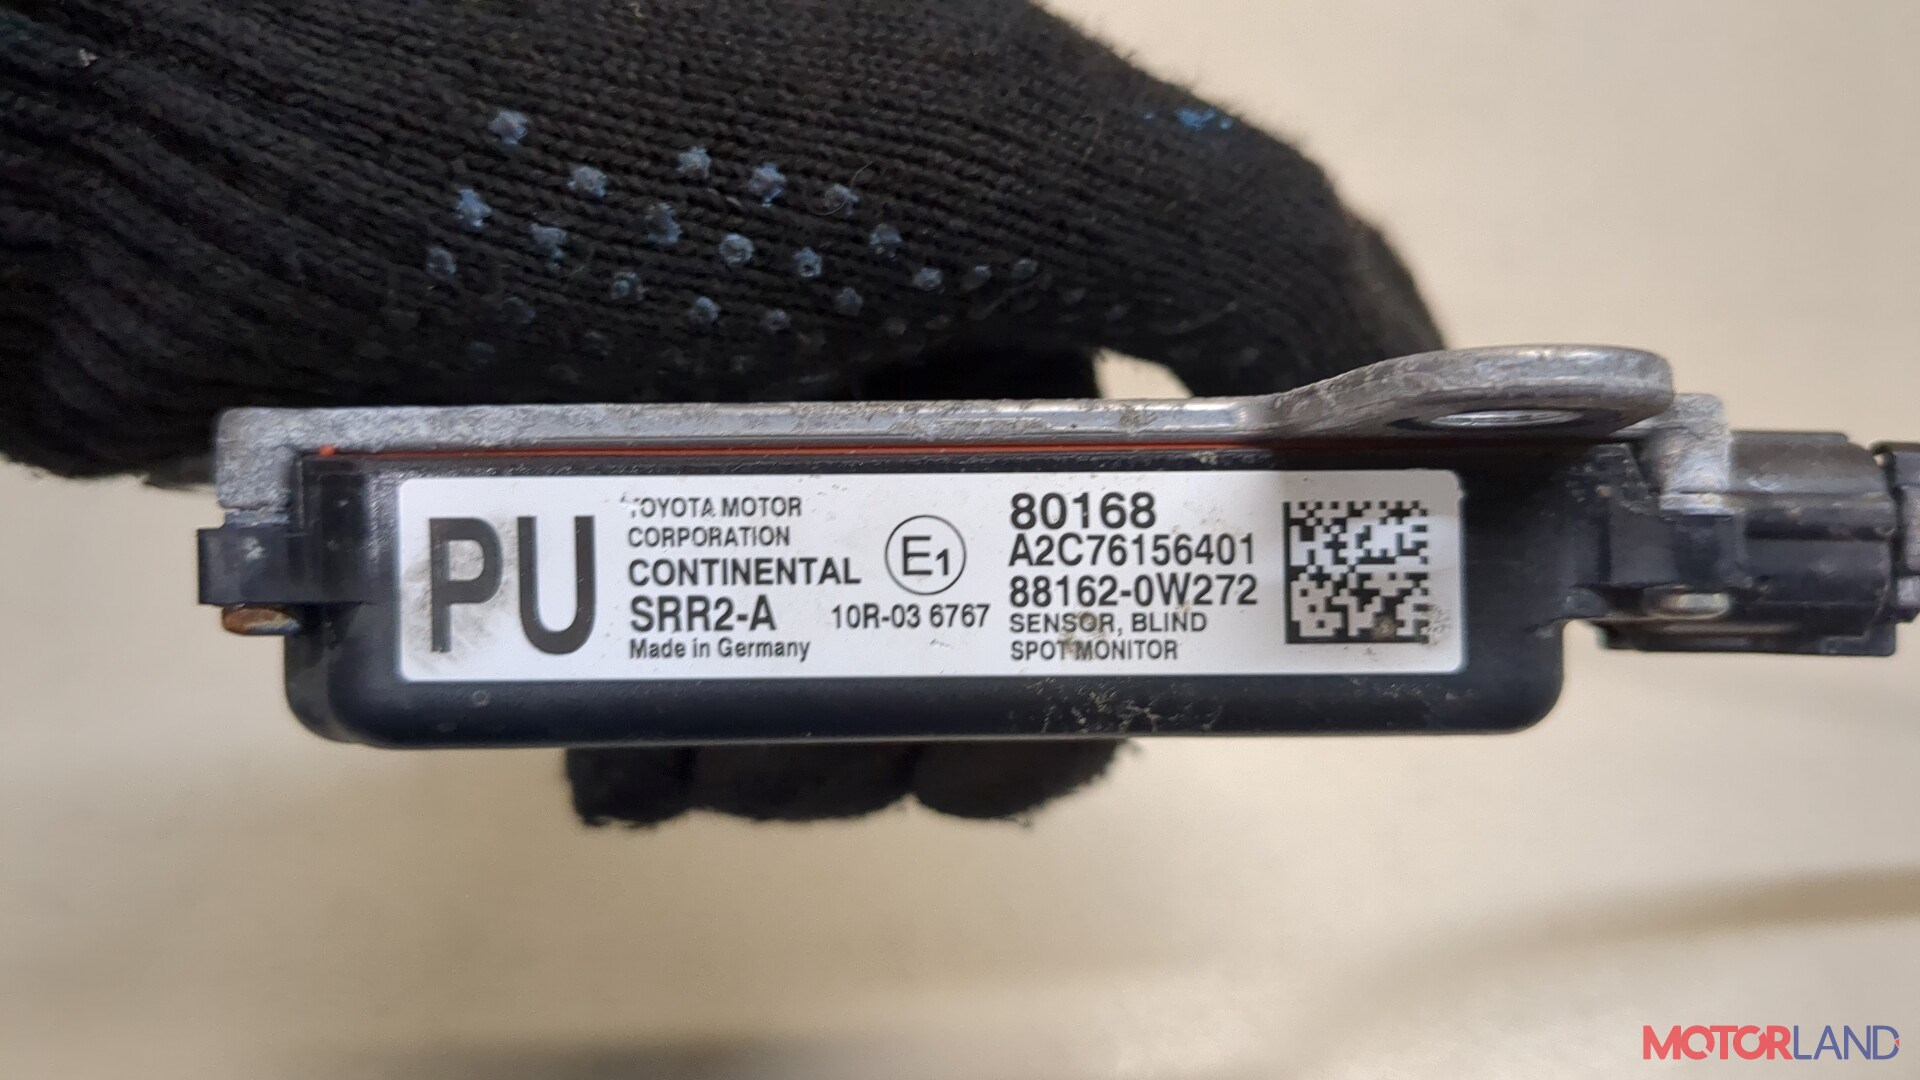 PU
TOYOTA MOTOR
CORPORATION
CONTINENTAL
SRR2-A
Made in Germany
E1
10R-03 6767
80168
A2C76156401
88162-0W272
SENSOR, BLIND
SPOT MONITOR
MOTORLAND